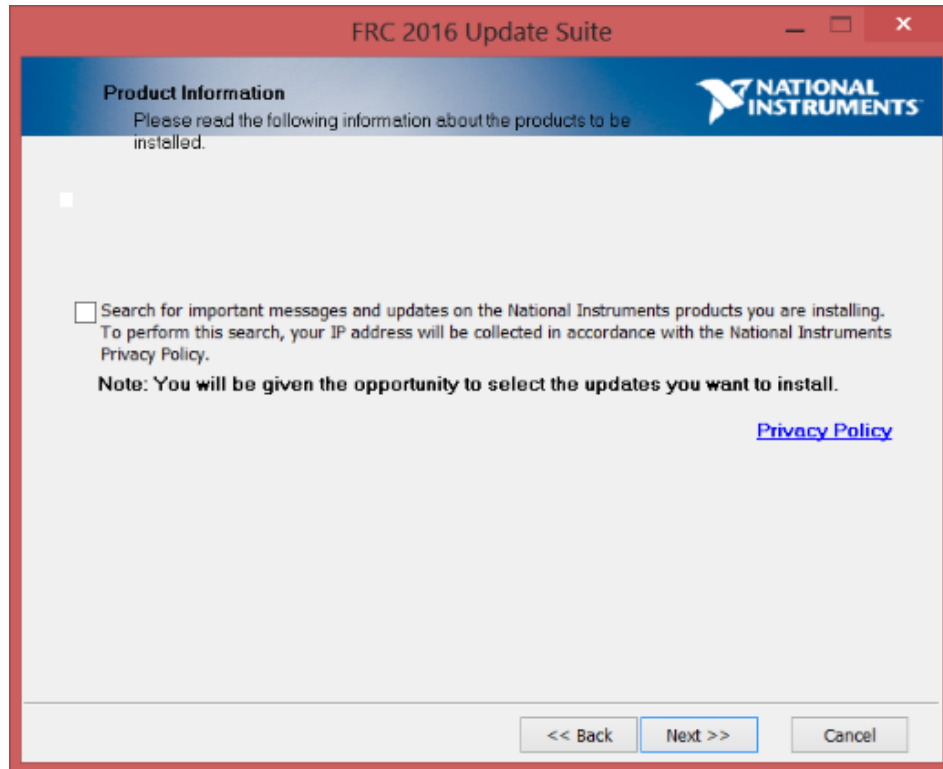 FRC 2016 Update Suite
Product Information
Please read the following information about the products to be
installed.
NATIONAL
INSTRUMENTS
Search for important messages and updates on the National Instruments products you are installing.
To perform this search, your IP address will be collected in accordance with the National Instruments
Privacy Policy.
Note: You will be given the opportunity to select the updates you want to install.
Privacy Policy
<< Back
Next >>
Cancel